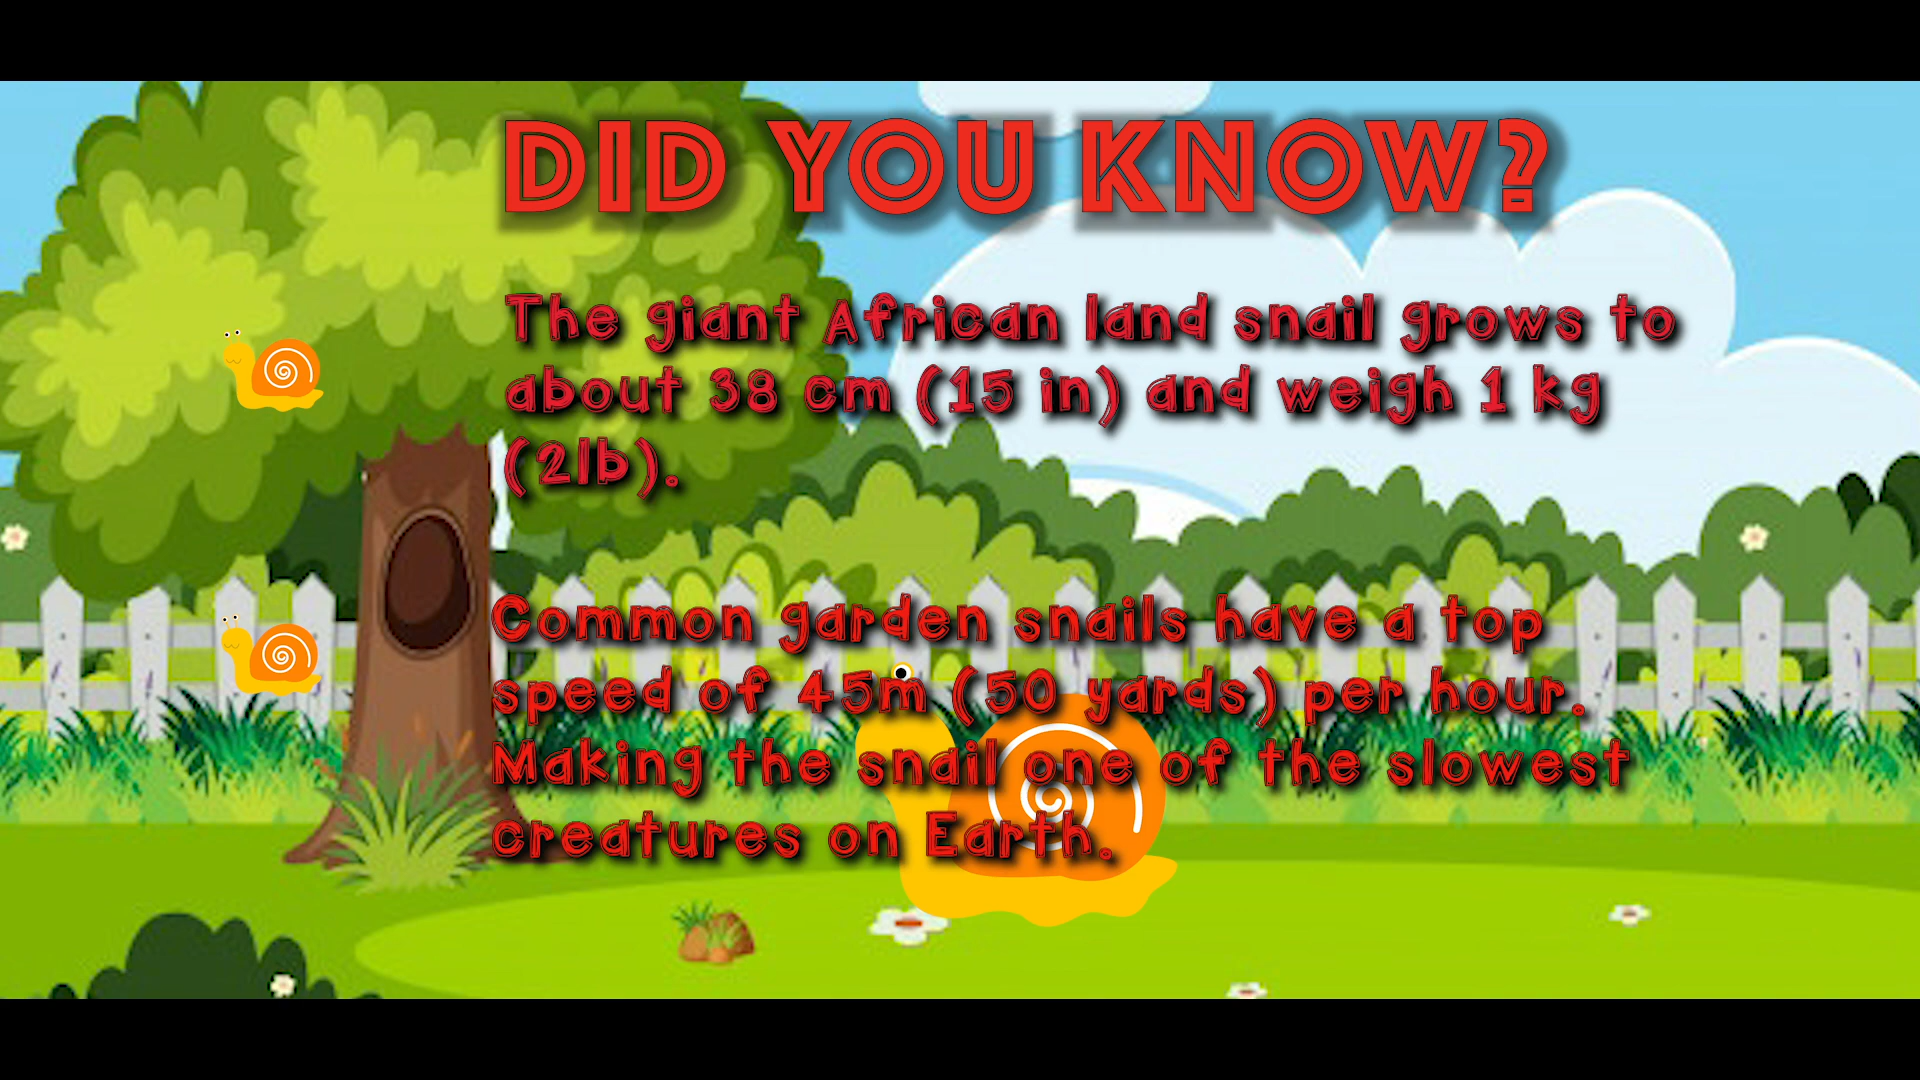 DID YOU KNOW?
The giant African land snail grows to
about 38 cm (15 in) and weigh 1 kg
(2lb).
Common garden snails have a top
speed of 45m (50 yards) per hour.
Making the snail one of the slowest
creatures on Earth.